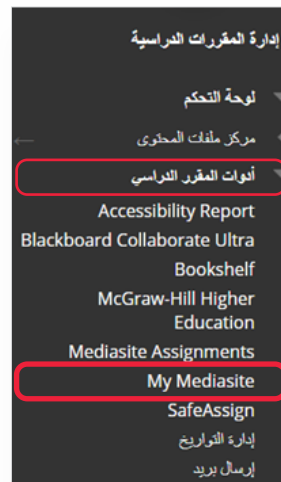 إدارة المقررات الدراسية
لوحة التحكم
مركز ملفات المحتوى
أدوات المقرر الدراسي
Accessibility Report
Blackboard Collaborate Ultra
Bookshelf
McGraw-Hill Higher
Education
Mediasite Assignments
My Mediasite
SafeAssign
إدارة التواريخ
إرسال بريد